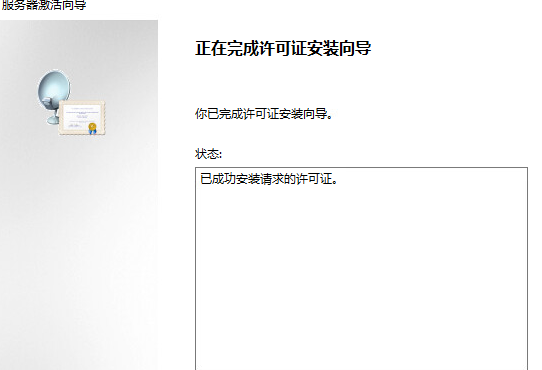 服务器激活向导
正在完成许可证安装向导
你已完成许可证安装向导。
状态:
已成功安装请求的许可证。